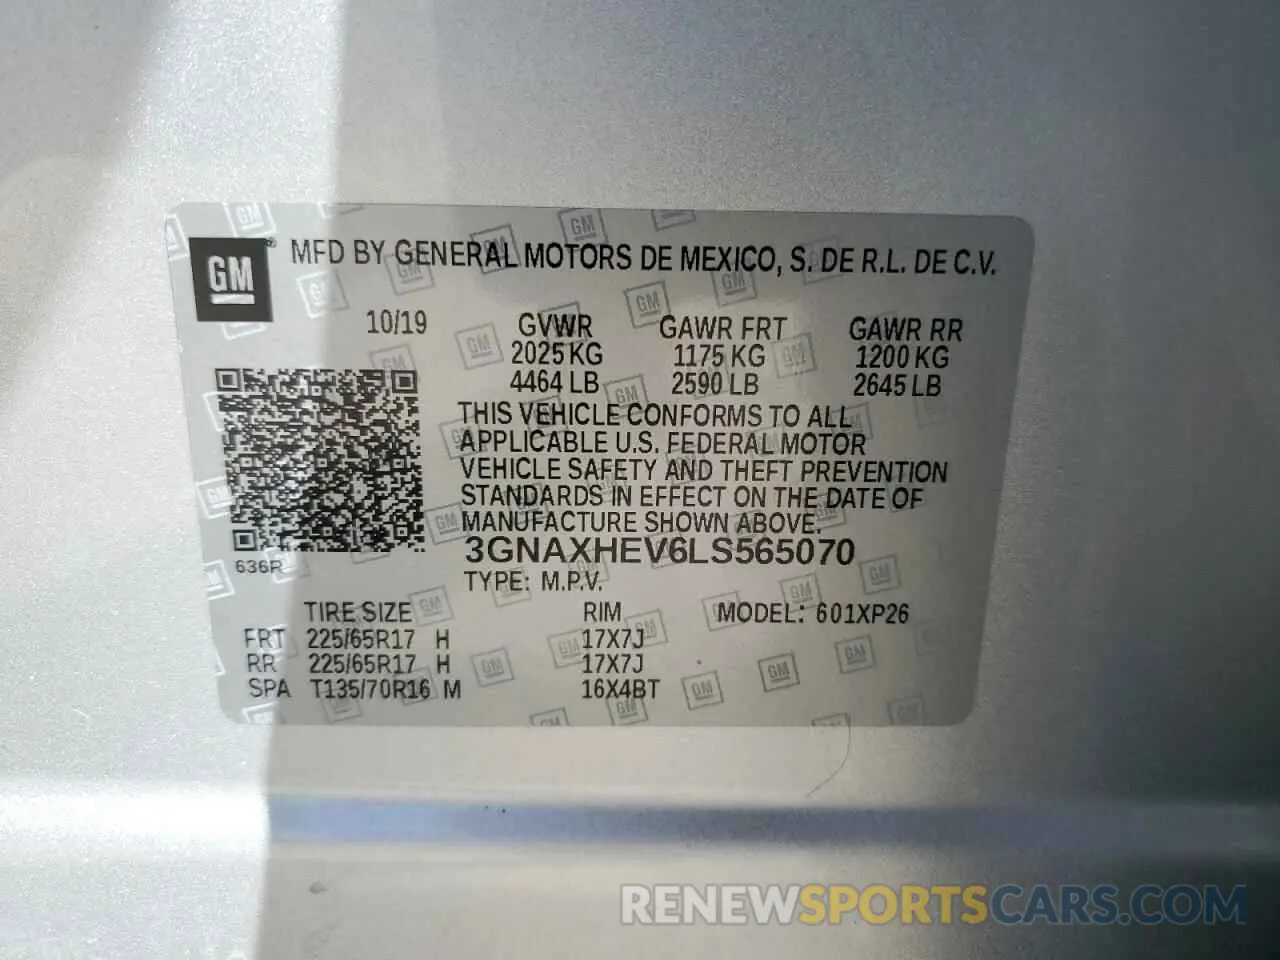 GM® MFD BY GENERAL MOTORS DE MEXICO, S. DE R.L. DE C.V.
10/19 GVWR GAWR FRT GAWR RR
2025 KG 1175 KG 1200 KG
4464 LB 2590 LB 2645 LB
THIS VEHICLE CONFORMS TO ALL
APPLICABLE U.S. FEDERAL MOTOR
VEHICLE SAFETY AND THEFT PREVENTION
STANDARDS IN EFFECT ON THE DATE OF
MANUFACTURE SHOWN ABOVE.
3GNAXHEV6LS565070
636R
TYPE: M.P.V.
TIRE SIZE RIM MODEL: 601XP26
FRT 225/65R17 H 17X7J
RR 225/65R17 H 17X7J
SPA T135/70R16 M 16X4BT
RENEWSPORTSCARS.COM